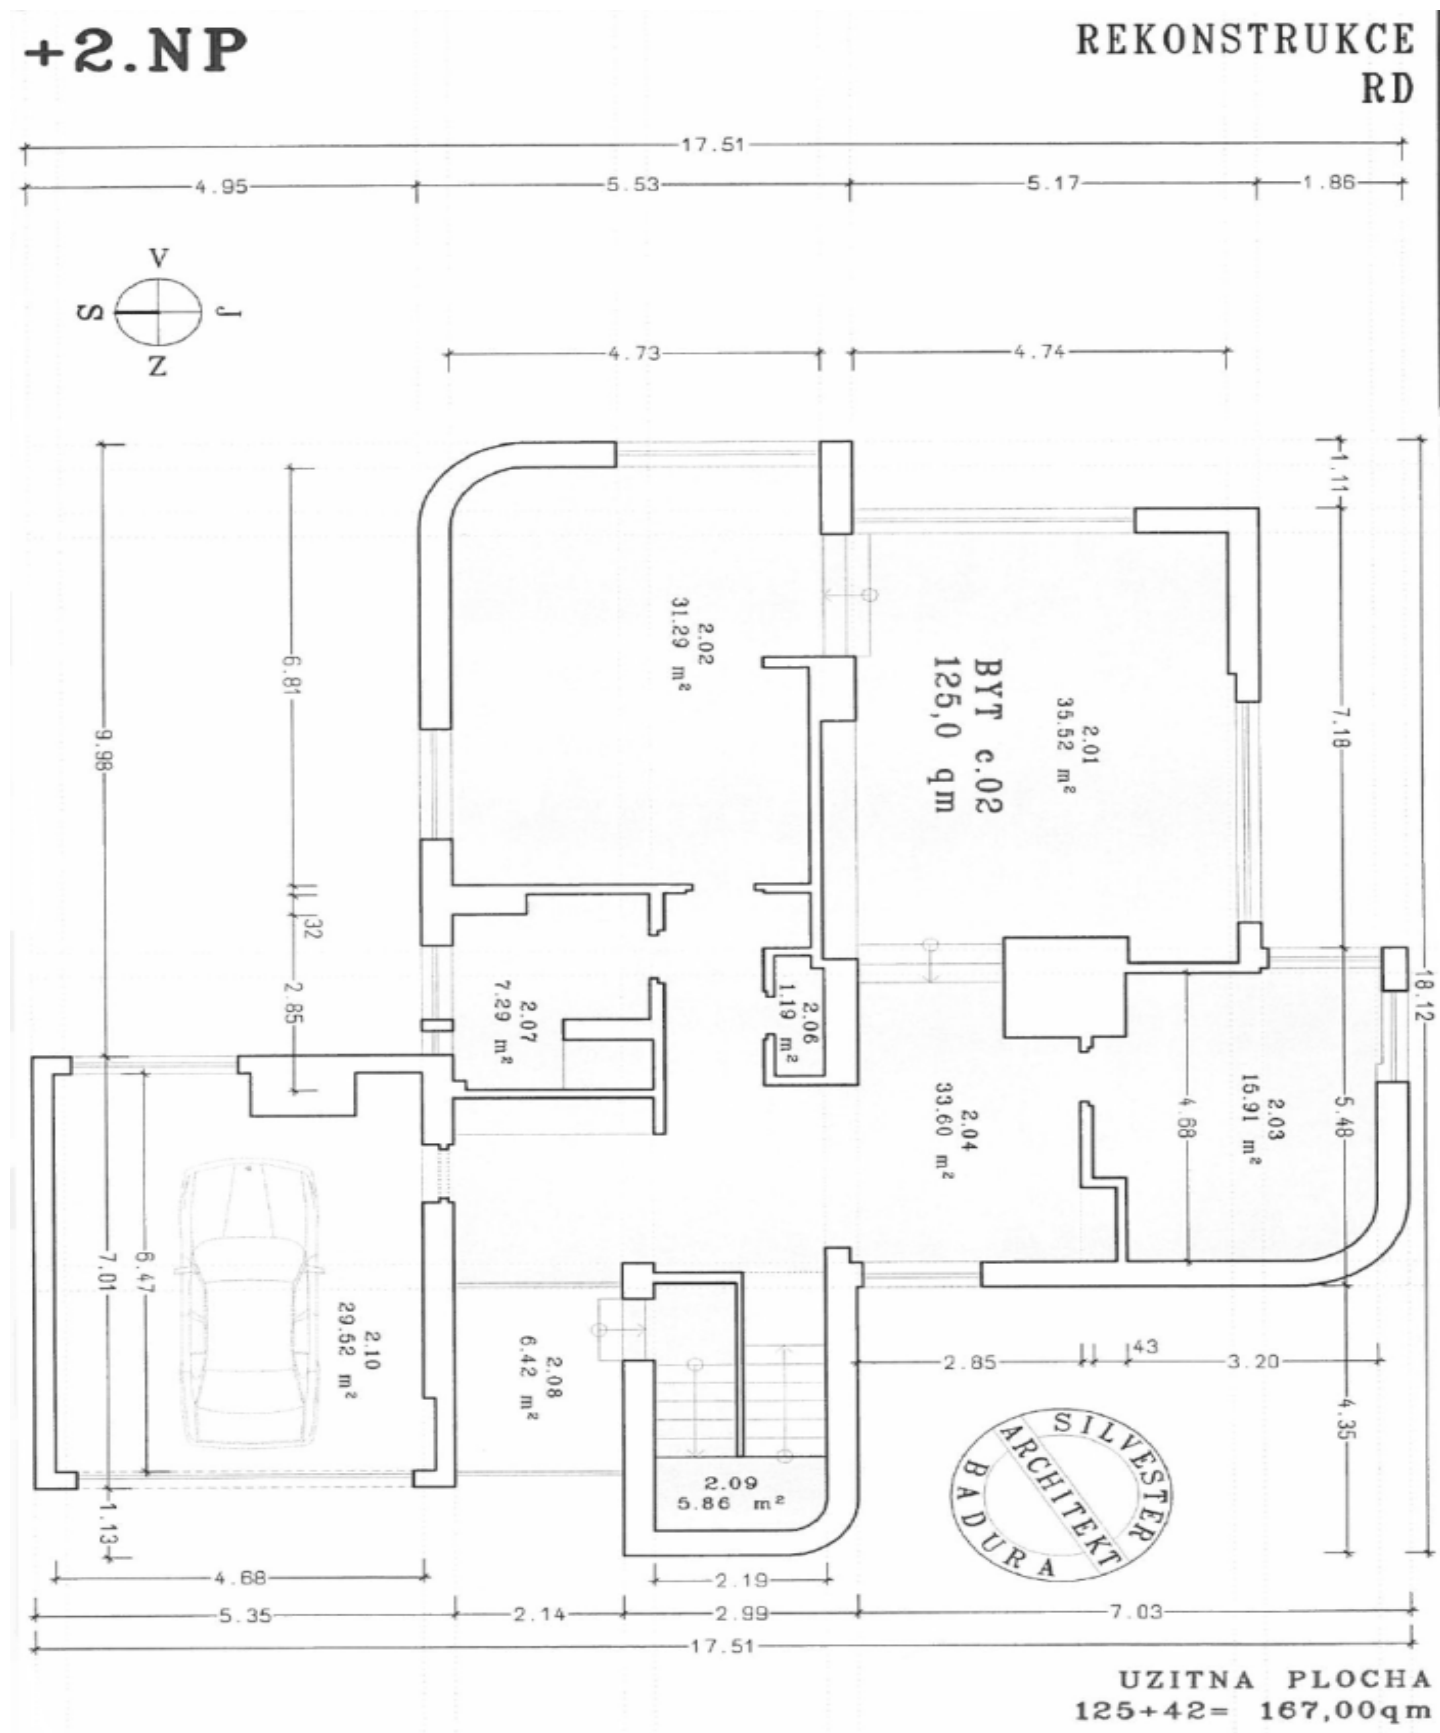 +2.NP
REKONSTRUKCE
RD
17.51
4.95
5.53
5.17
1.86
V
S
J
Z
4.73
4.74
1.11
9.98
6.81
2.02
31.29 m²
BYT c.02
125,0 qm
2.01
35.52 m²
7.18
18.12
32
2.85
2.07
7.29 m²
2.06
1.19 m²
2.04
33.60 m²
4.68
2.03
15.91 m²
5.48
7.01
6.47
2.10
29.52 m²
2.08
6.42 m²
2.85
43
3.20
4.35
2.09
5.86 m²
SILVESTER
ARCHITEKT
BADURA
1.13
4.68
2.19
5.35
2.14
2.99
7.03
17.51
UZITNA PLOCHA
125+42= 167,00qm